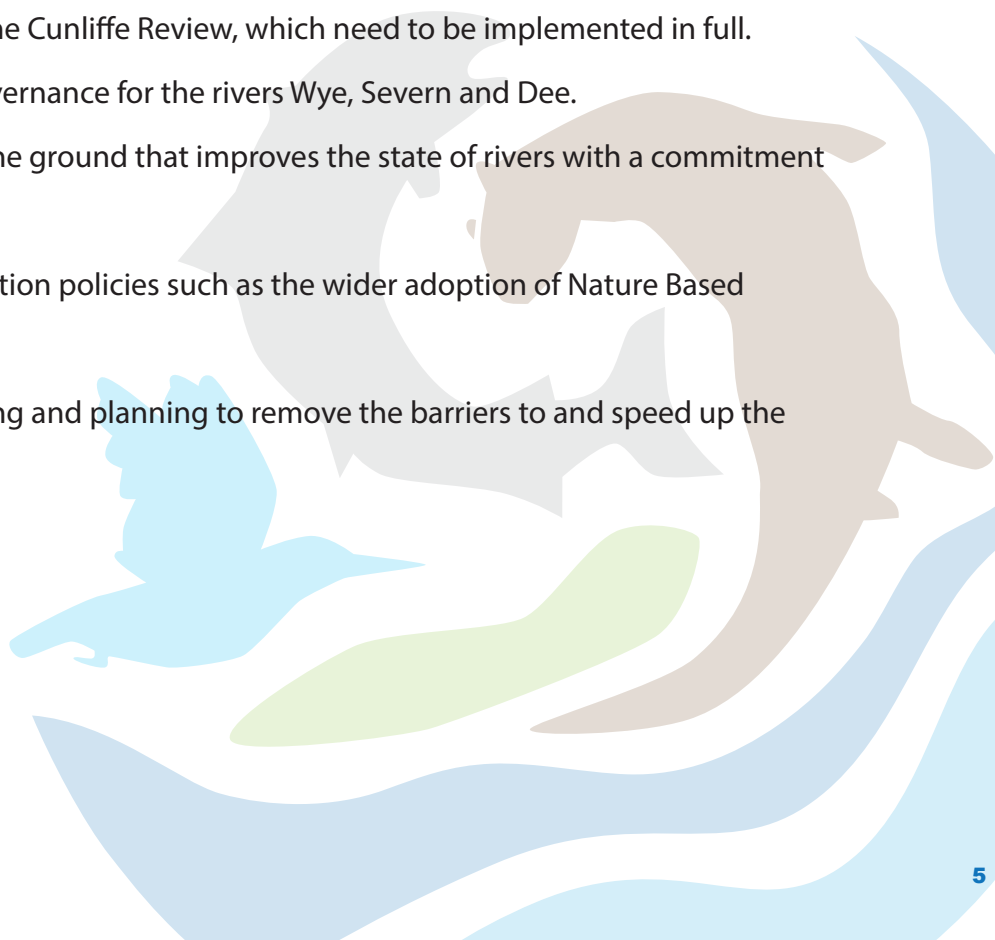 he Cunliffe Review, which need to be implemented in full.
vernance for the rivers Wye, Severn and Dee.
he ground that improves the state of rivers with a commitment
tion policies such as the wider adoption of Nature Based
ng and planning to remove the barriers to and speed up the
5